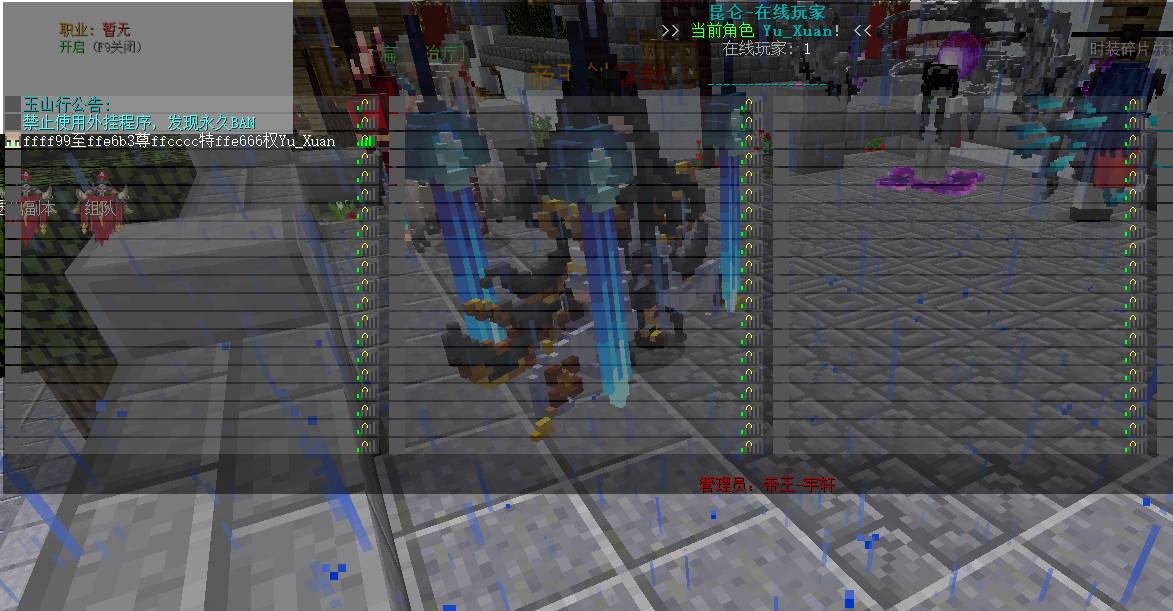 昆仑-在线玩家
>> 当前角色 Yu_Xuan! <<
在线玩家: 1
职业: 暂无
开启 (F9关闭)
治疗]
时装碎片
玉山行公告:
禁止使用外挂程序, 发现永久BAN
ffff99至ffe6b3尊ffcccc特ffe666权Yu_Xuan
副本
组队
管理员: 帝王-宇轩